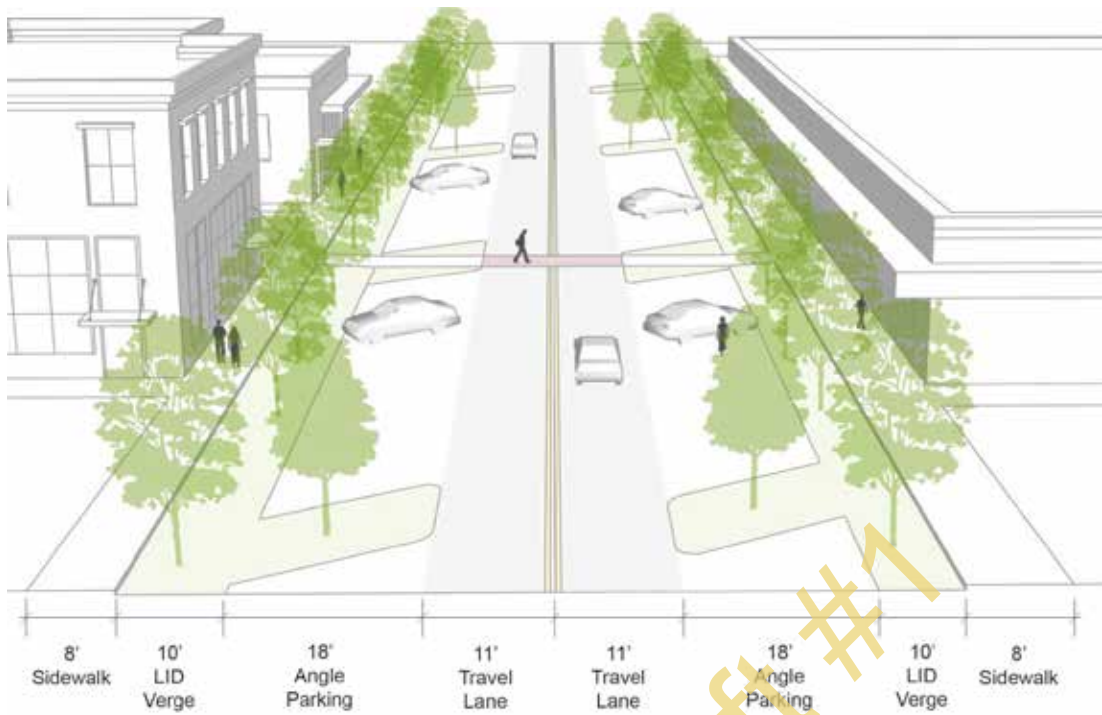 8'
Sidewalk
10'
LID
Verge
18'
Angle
Parking
11'
Travel
Lane
11'
Travel
Lane
18'
Angle
Parking
10'
LID
Verge
8'
Sidewalk
#1